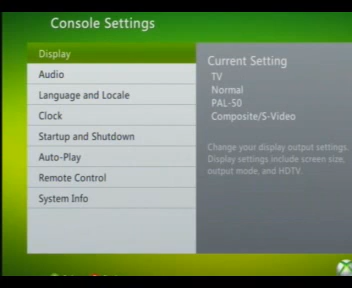 Console Settings
Display
Audio
Language and Locale
Clock
Startup and Shutdown
Auto-Play
Remote Control
System Info
Current Setting
TV
Normal
PAL-50
Composite/S-Video
Change your display output settings.
Display settings include screen size,
output mode, and HDTV.